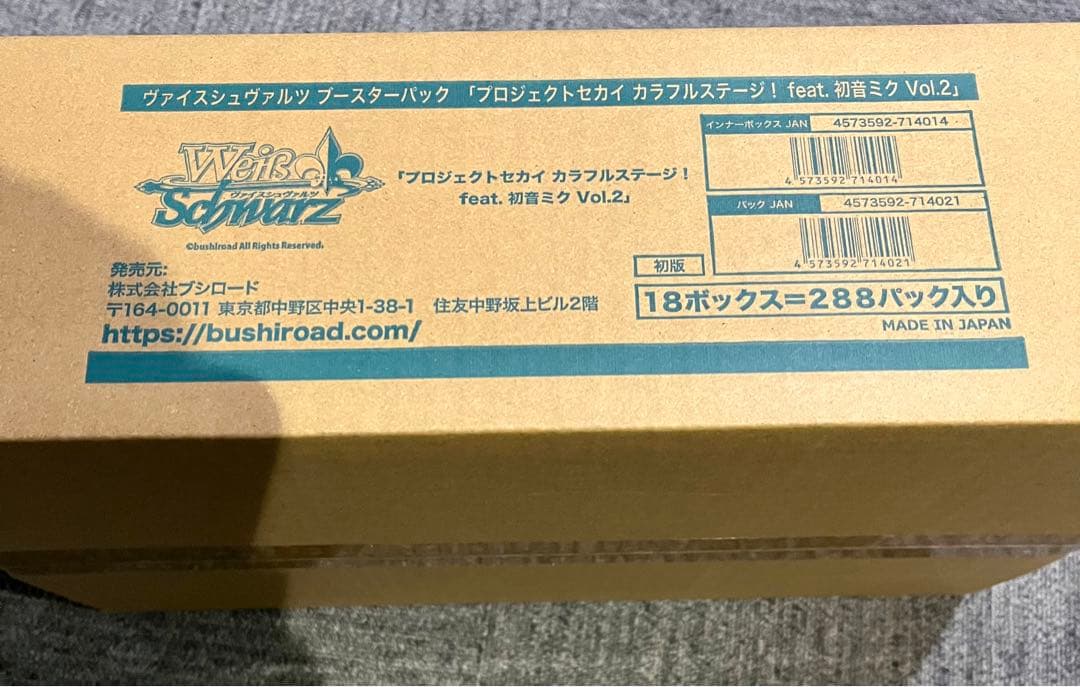 ヴァイスシュヴァルツ ブースターパック 「プロジェクトセカイ カラフルステージ！ feat. 初音ミク Vol.2」
Weiß
ヴァイスシュヴァルツ
Schwarz
©bushiroad All Rights Reserved.
「プロジェクトセカイ カラフルステージ！
feat. 初音ミク Vol.2」
インナーボックス JAN 4573592-714014
4 573592 714014
パック JAN 4573592-714021
4 573592 714021
初版
18ボックス=288パック入り
MADE IN JAPAN
発売元:
株式会社ブシロード
〒164-0011 東京都中野区中央1-38-1 住友中野坂上ビル2階
https://bushiroad.com/